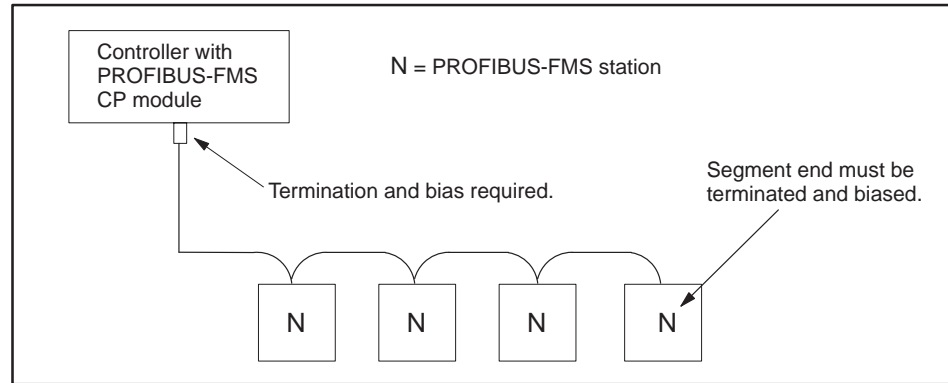 Controller with
PROFIBUS-FMS
CP module
N = PROFIBUS-FMS station
Termination and bias required.
Segment end must be
terminated and biased.
N
N
N
N